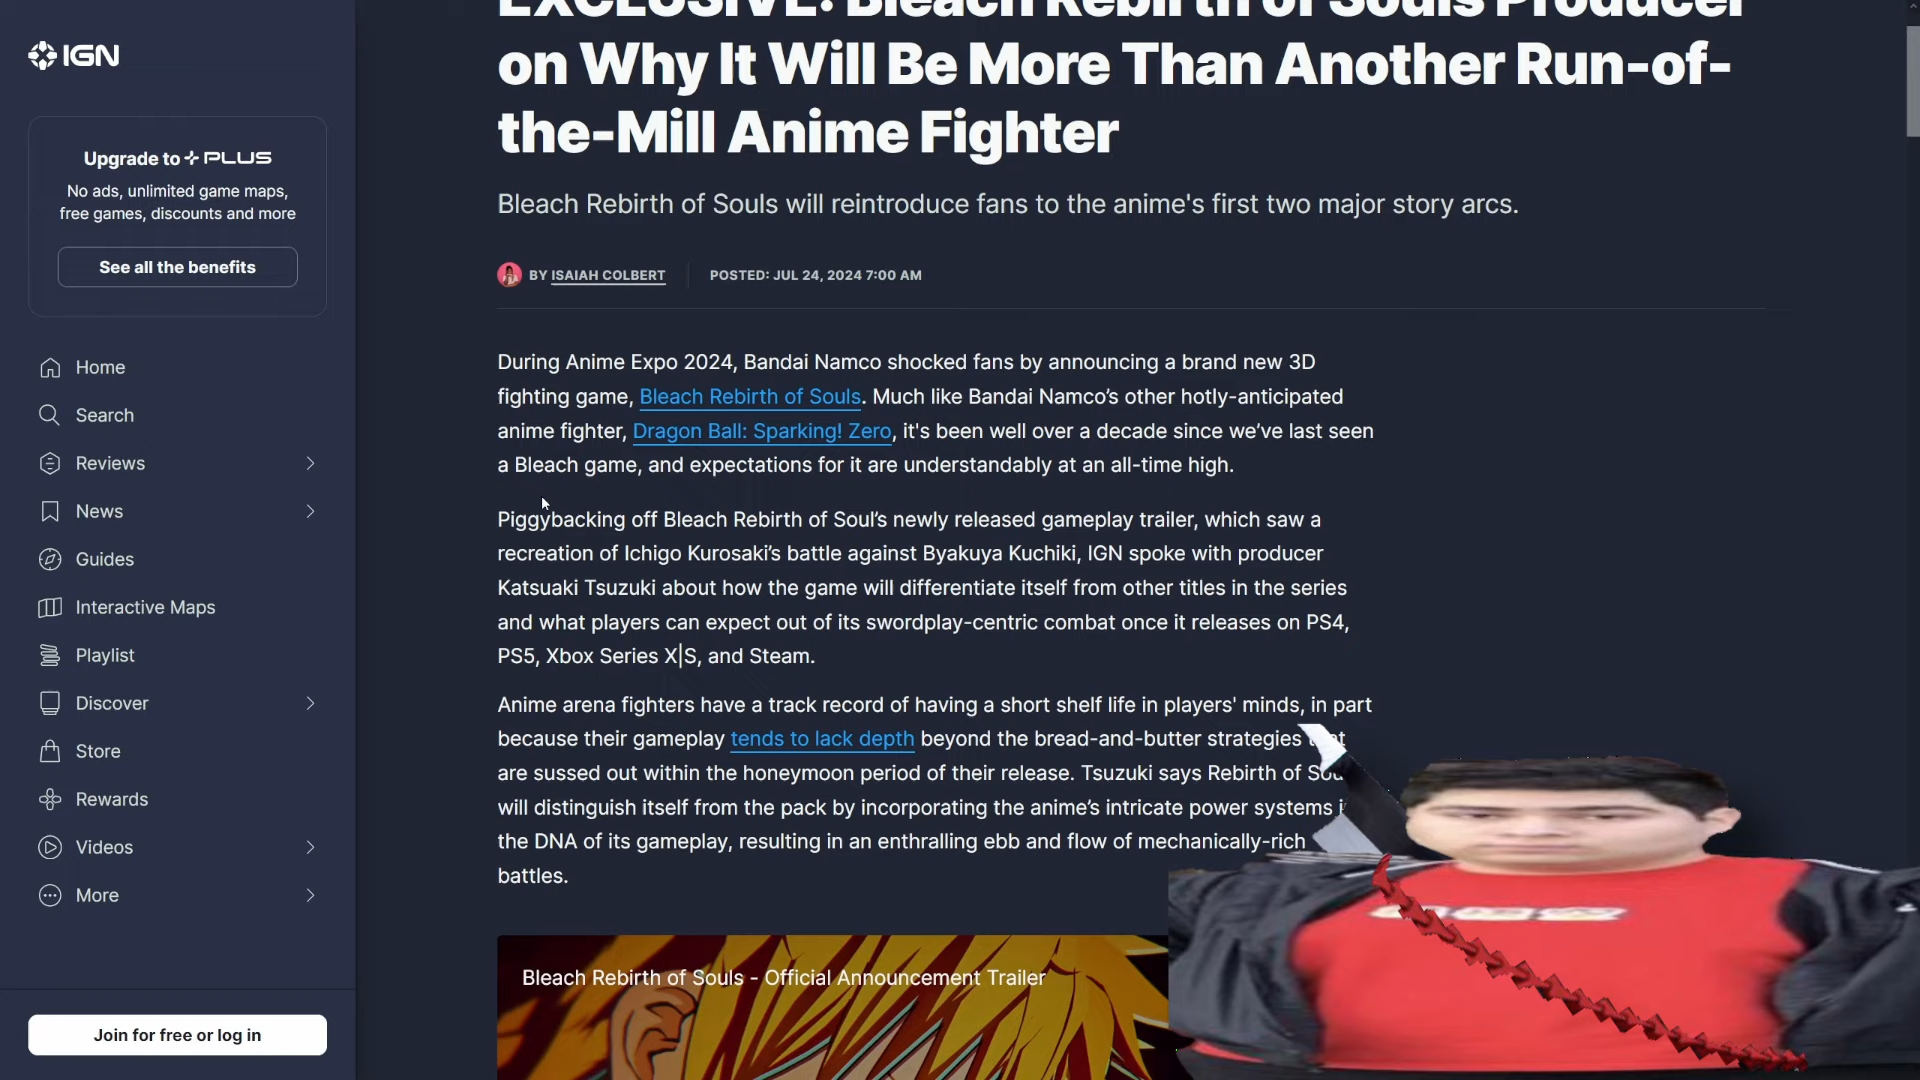 IGN
Upgrade to PLUS
No ads, unlimited game maps,
free games, discounts and more
See all the benefits
Home
Search
Reviews
News
Guides
Interactive Maps
Playlist
Discover
Store
Rewards
Videos
More
Join for free or log in
EXCLUSIVE: Bleach Rebirth of Souls Producer
on Why It Will Be More Than Another Run-of-
the-Mill Anime Fighter
Bleach Rebirth of Souls will reintroduce fans to the anime's first two major story arcs.
BY ISAIAH COLBERT
POSTED: JUL 24, 2024 7:00 AM
During Anime Expo 2024, Bandai Namco shocked fans by announcing a brand new 3D
fighting game, Bleach Rebirth of Souls. Much like Bandai Namco’s other hotly-anticipated
anime fighter, Dragon Ball: Sparking! Zero, it's been well over a decade since we’ve last seen
a Bleach game, and expectations for it are understandably at an all-time high.
Piggybacking off Bleach Rebirth of Soul’s newly released gameplay trailer, which saw a
recreation of Ichigo Kurosaki’s battle against Byakuya Kuchiki, IGN spoke with producer
Katsuaki Tsuzuki about how the game will differentiate itself from other titles in the series
and what players can expect out of its swordplay-centric combat once it releases on PS4,
PS5, Xbox Series X|S, and Steam.
Anime arena fighters have a track record of having a short shelf life in players' minds, in part
because their gameplay tends to lack depth beyond the bread-and-butter strategies
are sussed out within the honeymoon period of their release. Tsuzuki says Rebirth of
will distinguish itself from the pack by incorporating the anime’s intricate power systems
the DNA of its gameplay, resulting in an enthralling ebb and flow of mechanically-rich
battles.
Bleach Rebirth of Souls - Official Announcement Trailer